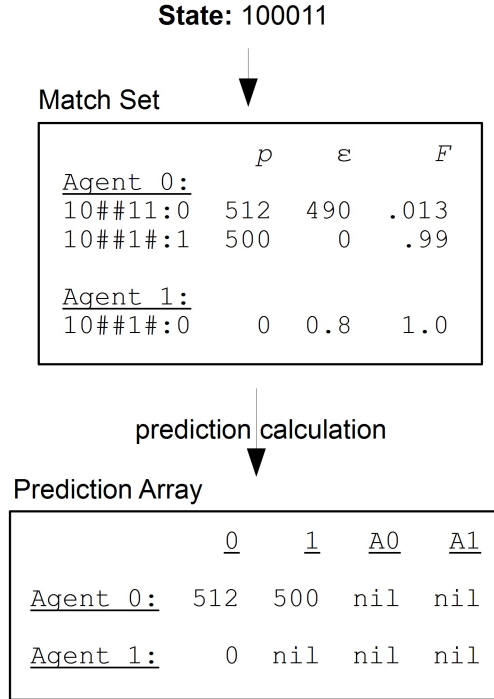 State: 100011
Match Set
p ε F
Agent 0:
10##11:0 512 490 .013
10##1#:1 500 0 .99
Agent 1:
10##1#:0 0 0.8 1.0
prediction calculation
Prediction Array
0 1 A0 A1
Agent 0: 512 500 nil nil
Agent 1: 0 nil nil nil